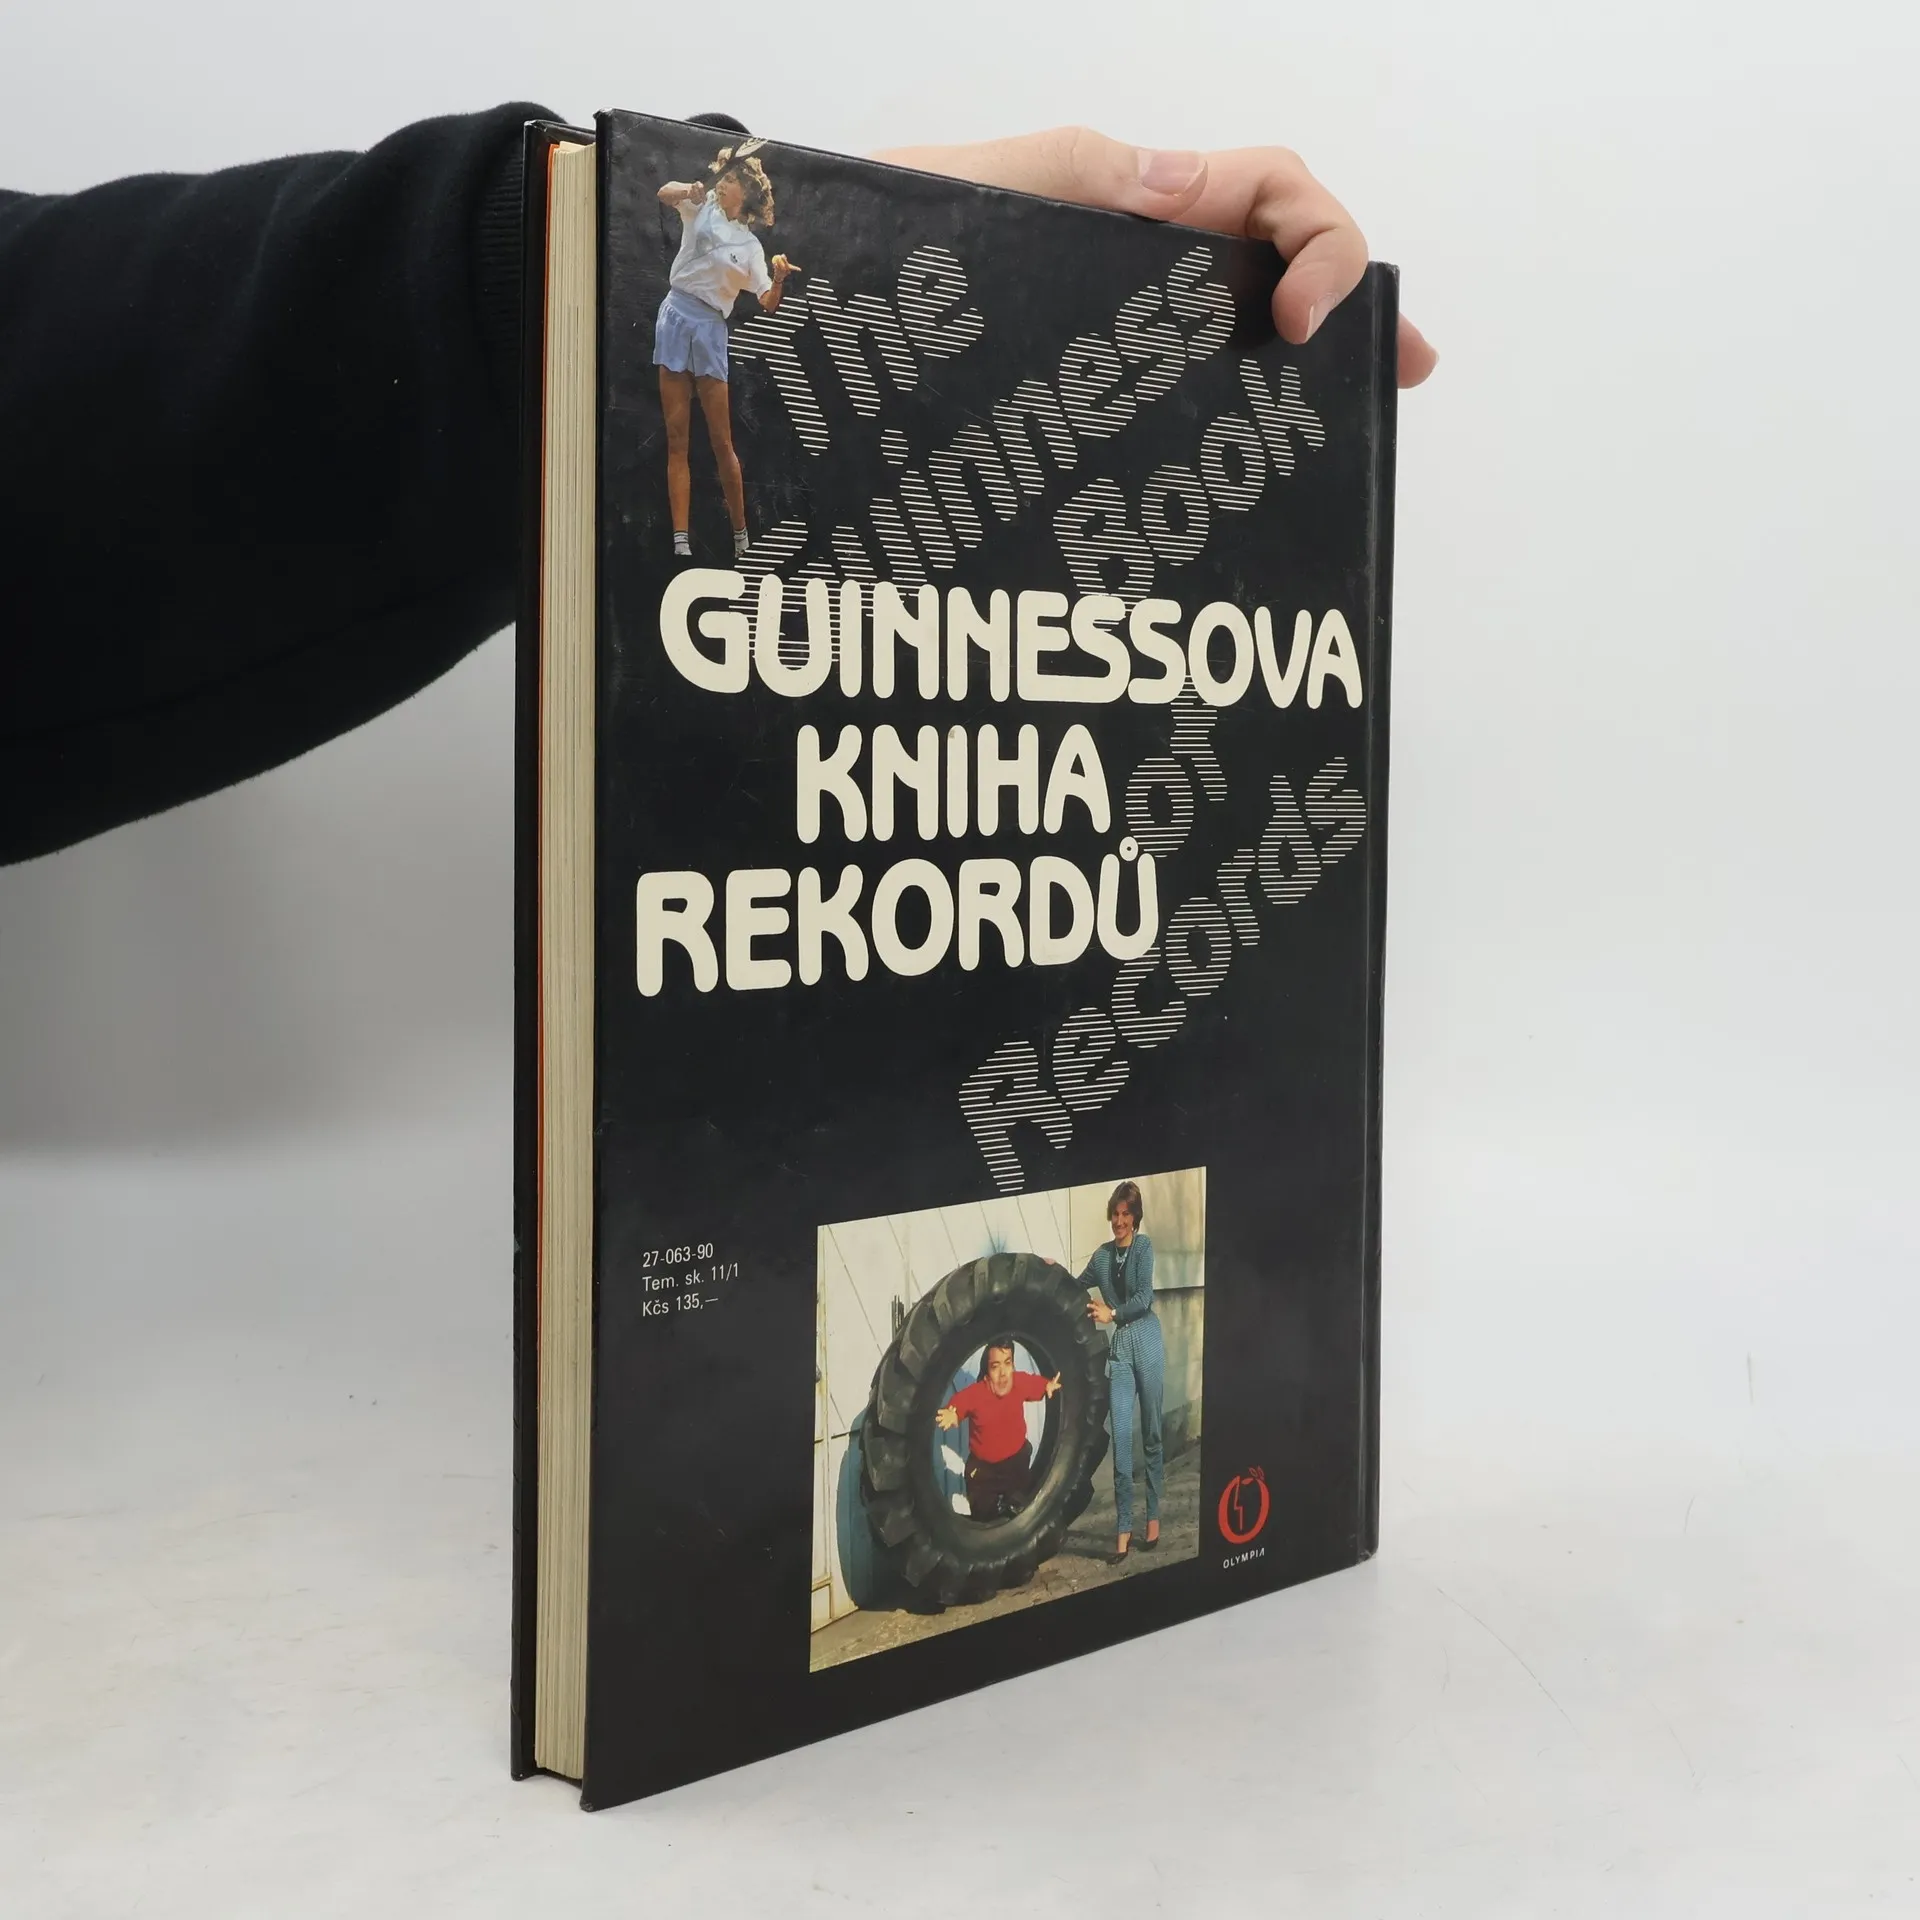 The
Guinness
Book
GUINNESSOVA
KNIHA
REKORDŮ
of
Records
27-063-90
Tem. sk. 11/1
Kčs 135,—
OLYMPIA